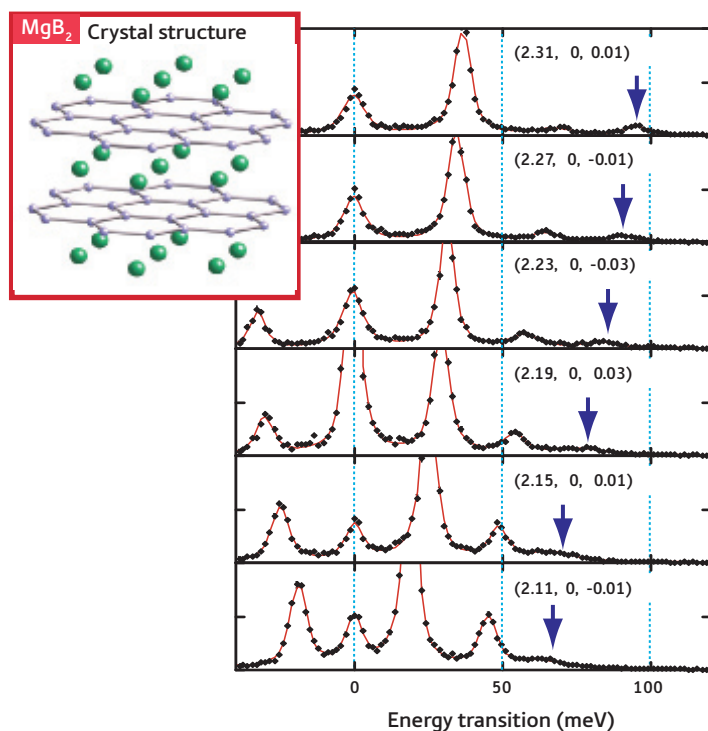 MgB₂ Crystal structure
(2.31, 0, 0.01)
(2.27, 0, -0.01)
(2.23, 0, -0.03)
(2.19, 0, 0.03)
(2.15, 0, 0.01)
(2.11, 0, -0.01)
0 50 100
Energy transition (meV)